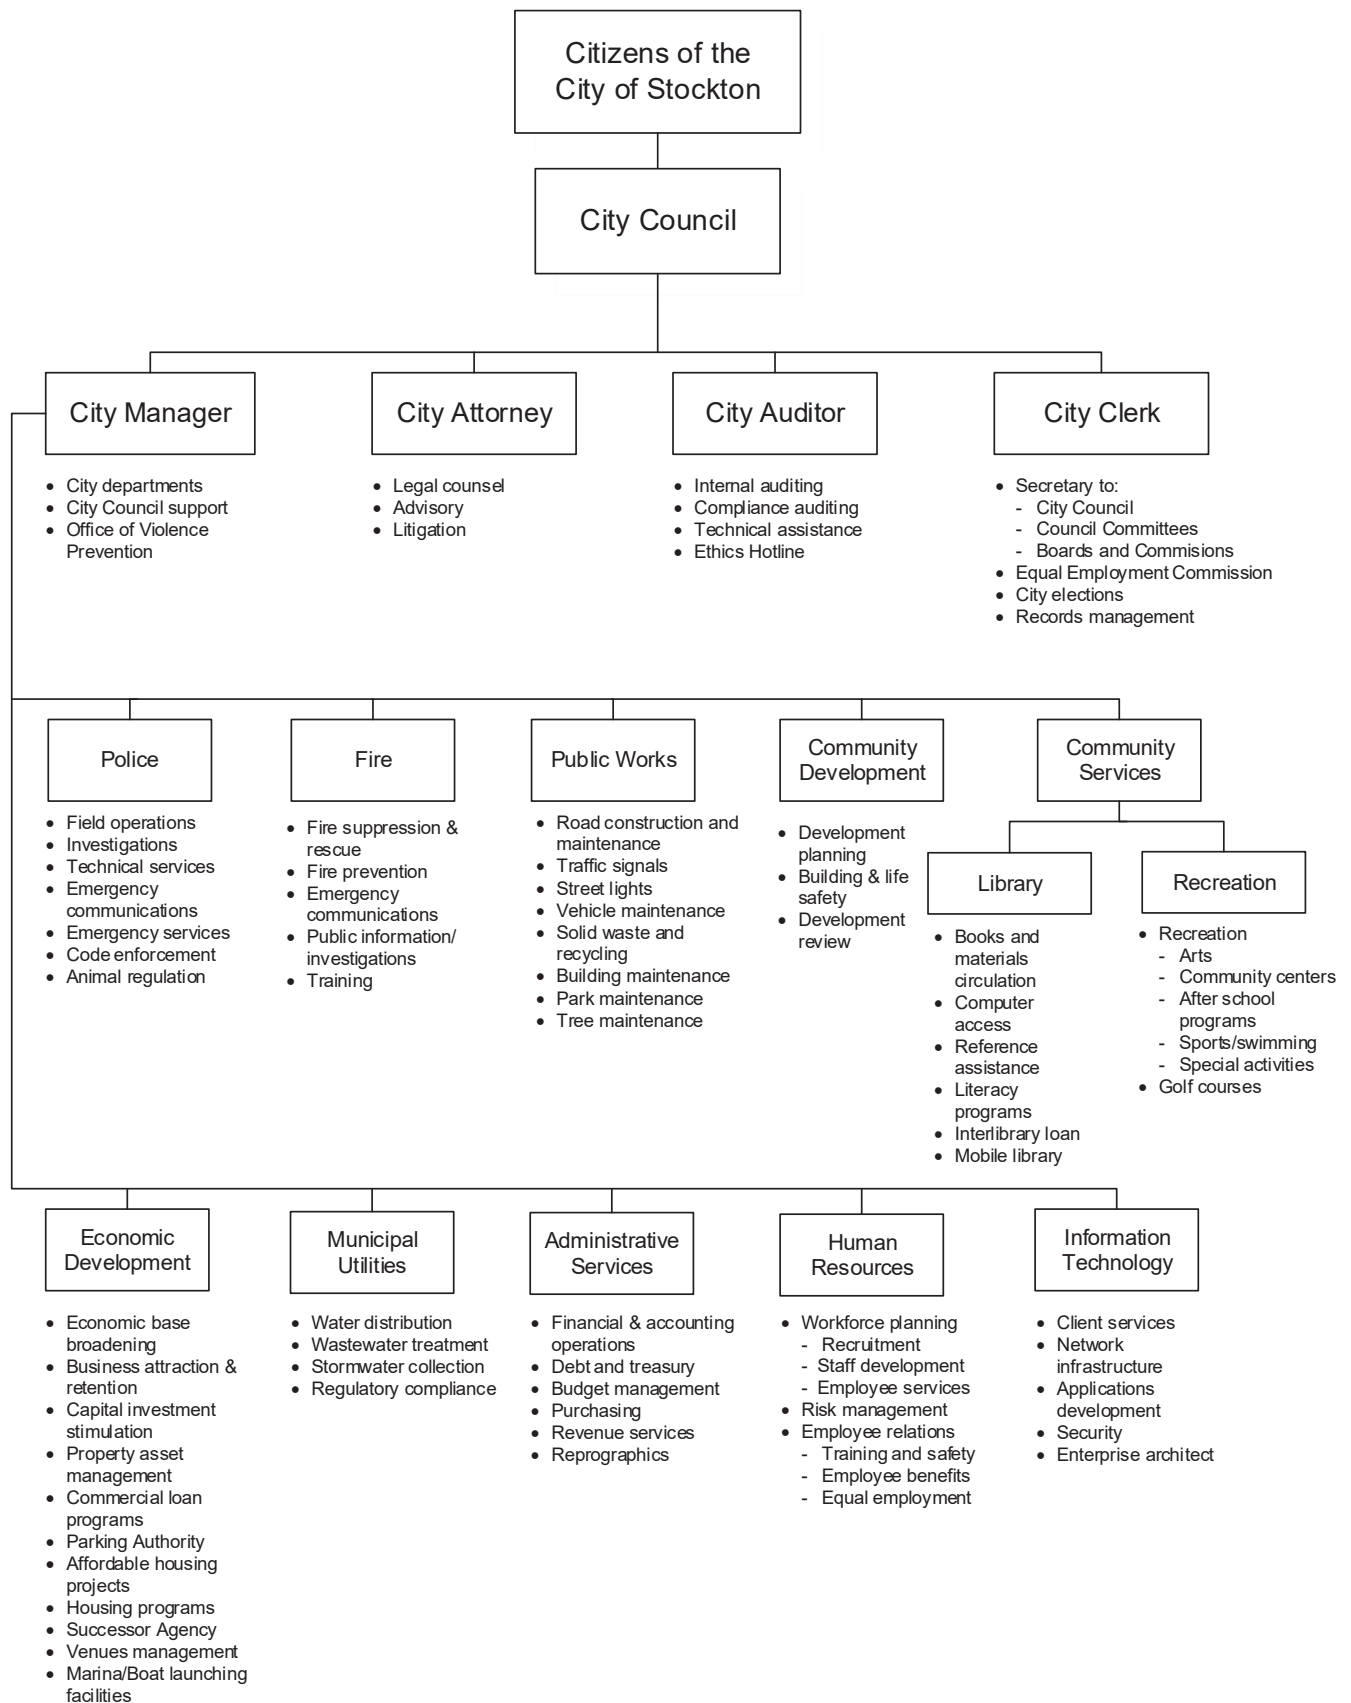 Citizens of the
City of Stockton
City Council
City Manager
City Attorney
City Auditor
City Clerk
• City departments
• City Council support
• Office of Violence
Prevention
• Legal counsel
• Advisory
• Litigation
• Internal auditing
• Compliance auditing
• Technical assistance
• Ethics Hotline
• Secretary to:
- City Council
- Council Committees
- Boards and Commisions
• Equal Employment Commission
• City elections
• Records management
Police
Fire
Public Works
Community
Development
Community
Services
• Field operations
• Investigations
• Technical services
• Emergency
communications
• Emergency services
• Code enforcement
• Animal regulation
• Fire suppression &
rescue
• Fire prevention
• Emergency
communications
• Public information/
investigations
• Training
• Road construction and
maintenance
• Traffic signals
• Street lights
• Vehicle maintenance
• Solid waste and
recycling
• Building maintenance
• Park maintenance
• Tree maintenance
• Development
planning
• Building & life
safety
• Development
review
Library
Recreation
• Books and
materials
circulation
• Computer
access
• Reference
assistance
• Literacy
programs
• Interlibrary loan
• Mobile library
• Recreation
- Arts
- Community centers
- After school
programs
- Sports/swimming
- Special activities
• Golf courses
Economic
Development
Municipal
Utilities
Administrative
Services
Human
Resources
Information
Technology
• Economic base
broadening
• Business attraction &
retention
• Capital investment
stimulation
• Property asset
management
• Commercial loan
programs
• Parking Authority
• Affordable housing
projects
• Housing programs
• Successor Agency
• Venues management
• Marina/Boat launching
facilities
• Water distribution
• Wastewater treatment
• Stormwater collection
• Regulatory compliance
• Financial & accounting
operations
• Debt and treasury
• Budget management
• Purchasing
• Revenue services
• Reprographics
• Workforce planning
- Recruitment
- Staff development
- Employee services
• Risk management
• Employee relations
- Training and safety
- Employee benefits
- Equal employment
• Client services
• Network
infrastructure
• Applications
development
• Security
• Enterprise architect